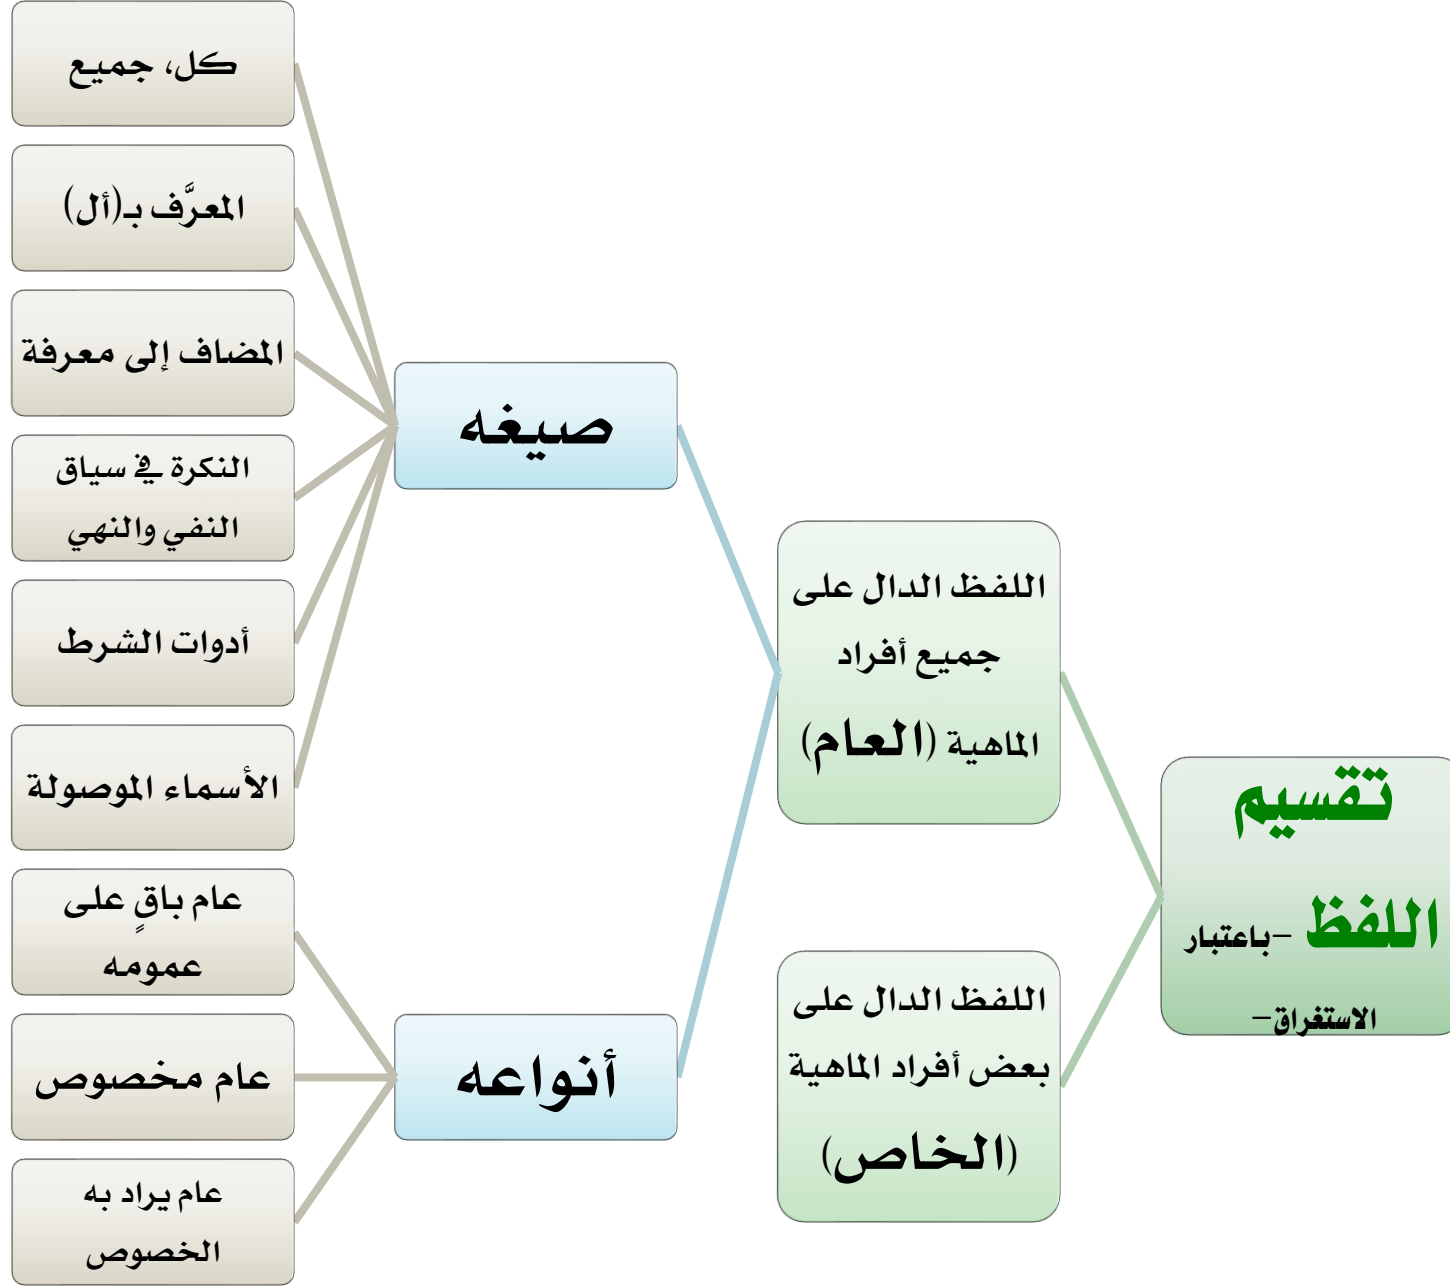 تقسيم
اللفظ -باعتبار
الاستغراق-
اللفظ الدال على
جميع أفراد
الماهية (العام)
صيغه
كل، جميع
المعرَّف بـ(أل)
المضاف إلى معرفة
النكرة في سياق
النفي والنهي
أدوات الشرط
الأسماء الموصولة
أنواعه
عام باقٍ على
عمومه
عام مخصوص
عام يراد به
الخصوص
اللفظ الدال على
بعض أفراد الماهية
(الخاص)